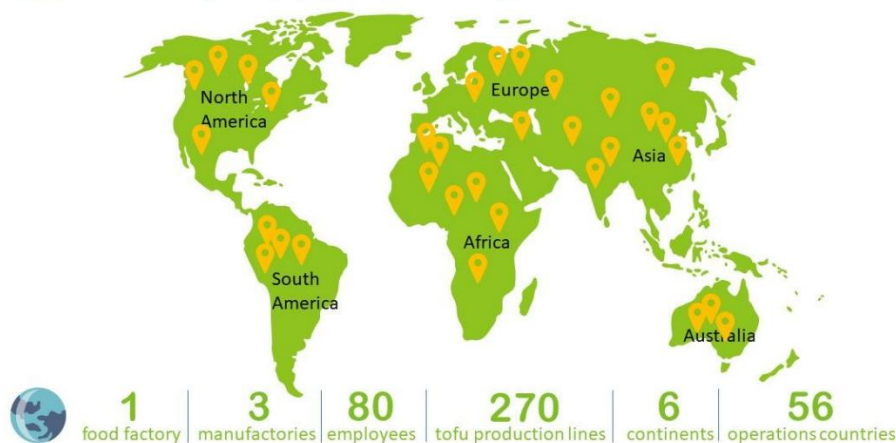 North
America
Europe
Asia
Africa
South
America
Australia
1
food factory
3
manufactories
80
employees
270
tofu production lines
6
continents
56
operations countries